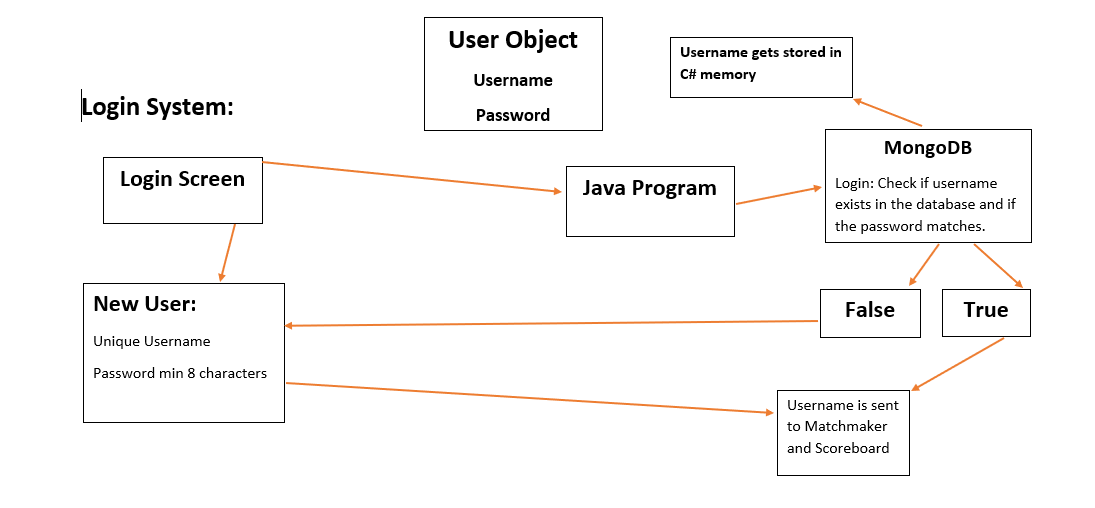 User Object
Username
Password
Username gets stored in
C# memory
Login System:
Login Screen
Java Program
MongoDB
Login: Check if username
exists in the database and if
the password matches.
New User:
Unique Username
Password min 8 characters
False
True
Username is sent
to Matchmaker
and Scoreboard